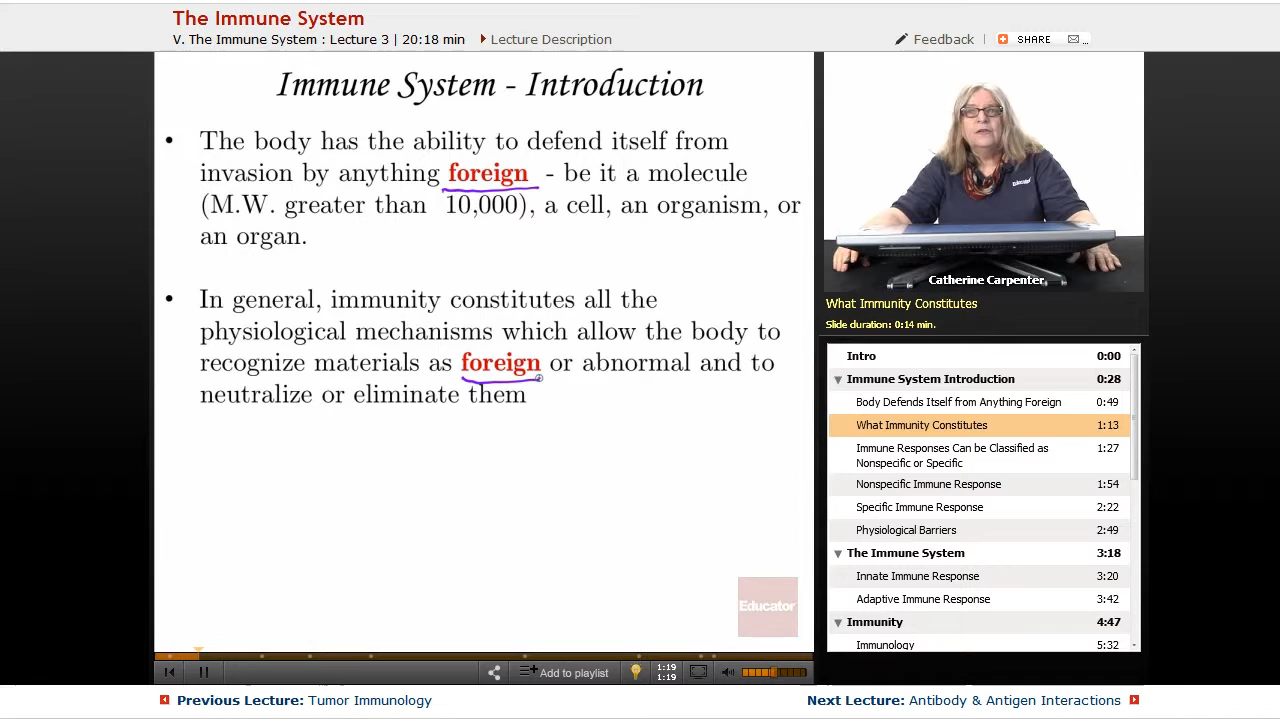 The Immune System
V. The Immune System : Lecture 3 | 20:18 min
Lecture Description
Feedback
SHARE
Immune System - Introduction
• The body has the ability to defend itself from
invasion by anything foreign - be it a molecule
(M.W. greater than 10,000), a cell, an organism, or
an organ.
• In general, immunity constitutes all the
physiological mechanisms which allow the body to
recognize materials as foreign or abnormal and to
neutralize or eliminate them
Educator
Educator
Catherine Carpenter
What Immunity Constitutes
Slide duration: 0:14 min.
Intro 0:00
Immune System Introduction 0:28
Body Defends Itself from Anything Foreign 0:49
What Immunity Constitutes 1:13
Immune Responses Can be Classified as
Nonspecific or Specific 1:27
Nonspecific Immune Response 1:54
Specific Immune Response 2:22
Physiological Barriers 2:49
The Immune System 3:18
Innate Immune Response 3:20
Adaptive Immune Response 3:42
Immunity 4:47
Immunology 5:32
Add to playlist
1:19
1:19
Previous Lecture: Tumor Immunology
Next Lecture: Antibody & Antigen Interactions